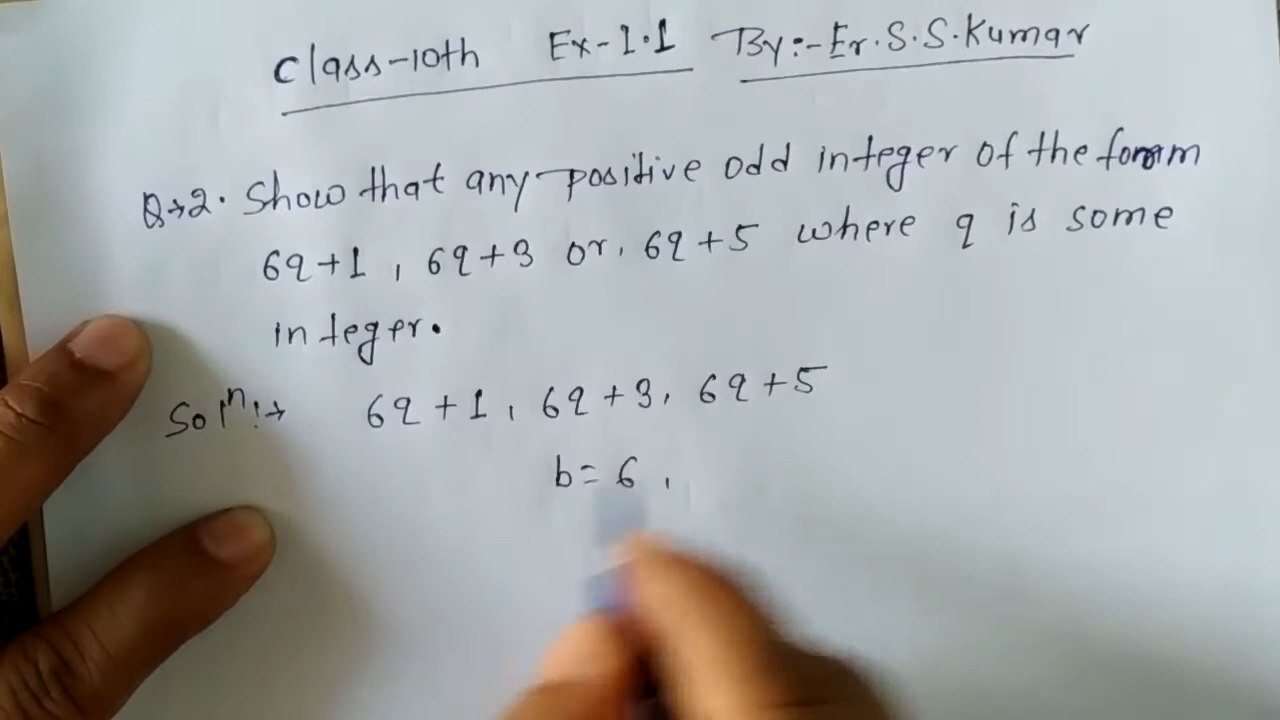 Class-10th Ex-1.1 By:-Er.S.S.Kumar
Q→2. Show that any positive odd integer of the form
6q+1, 6q+3 or, 6q+5 where q is some
integer.
Solⁿ:→ 6q+1, 6q+3, 6q+5
b=6,